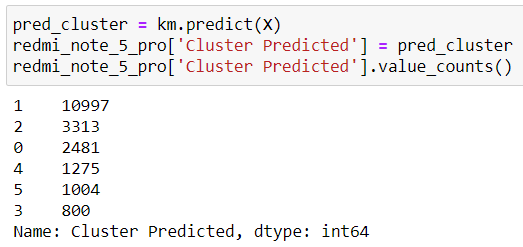 pred_cluster = km.predict(X)
redmi_note_5_pro['Cluster Predicted'] = pred_cluster
redmi_note_5_pro['Cluster Predicted'].value_counts()
1    10997
2    3313
0    2481
4    1275
5    1004
3    800
Name: Cluster Predicted, dtype: int64